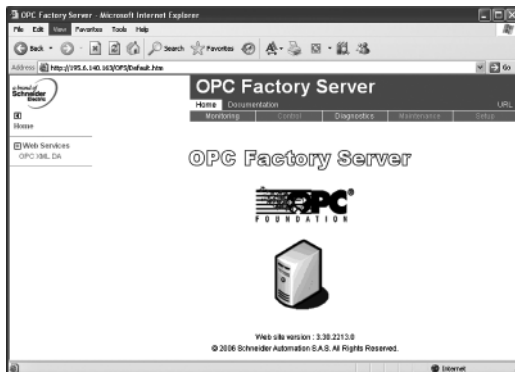 OPC Factory Server - Microsoft Internet Explorer
File Edit View Favorites Tools Help
Back Search Favorites
Address http://195.6.140.163/OFS/Default.htm Go
a brand of
Schneider
Electric
OPC Factory Server
Home Documentation URL
Monitoring Control Diagnostics Maintenance Setup
Home
Web Services
OPC XML DA
OPC Factory Server
OPC
FOUNDATION
Web site version : 3.30.2213.0
© 2006 Schneider Automation S.A.S. All Rights Reserved.
Internet